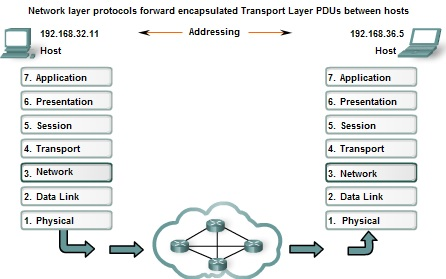 Network layer protocols forward encapsulated Transport Layer PDUs between hosts
192.168.32.11
Addressing
192.168.36.5
Host
Host
7. Application
7. Application
6. Presentation
6. Presentation
5. Session
5. Session
4. Transport
4. Transport
3. Network
3. Network
2. Data Link
2. Data Link
1. Physical
1. Physical